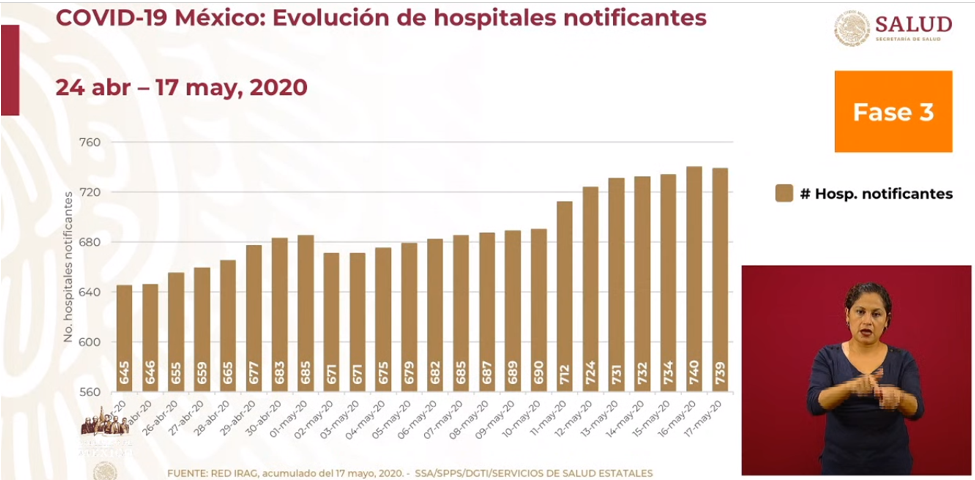 COVID-19 México: Evolución de hospitales notificantes
24 abr – 17 may, 2020
SALUD
SECRETARÍA DE SALUD
Fase 3
# Hosp. notificantes
No. hospitales notificantes
760
720
680
640
600
560
645 646 655 659 665 677 683 685 671 671 675 679 682 685 687 689 690 712 724 731 732 734 740 739
26-abr-20 27-abr-20 28-abr-20 29-abr-20 30-abr-20 01-may-20 02-may-20 03-may-20 04-may-20 05-may-20 06-may-20 07-may-20 08-may-20 09-may-20 10-may-20 11-may-20 12-may-20 13-may-20 14-may-20 15-may-20 16-may-20 17-may-20
FUENTE: RED IRAG, acumulado del 17 mayo, 2020. - SSA/SPPS/DGTI/SERVICIOS DE SALUD ESTATALES